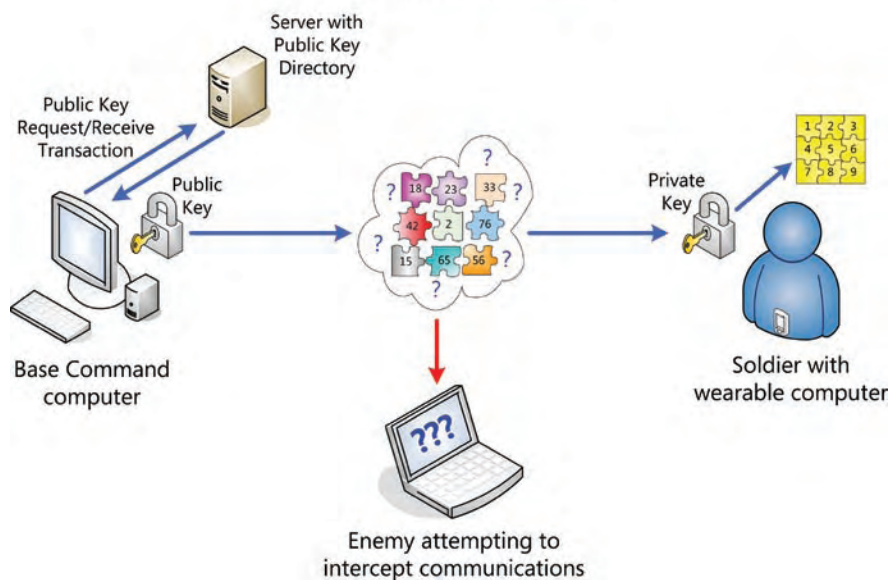 Server with
Public Key
Directory
Public Key
Request/Receive
Transaction
Public
Key
? ? ?
18 23 33
? 42 2 76 ?
15 65 56 ?
?
Private
Key
1 2 3
4 5 6
7 8 9
Base Command
computer
Soldier with
wearable computer
???
Enemy attempting to
intercept communications